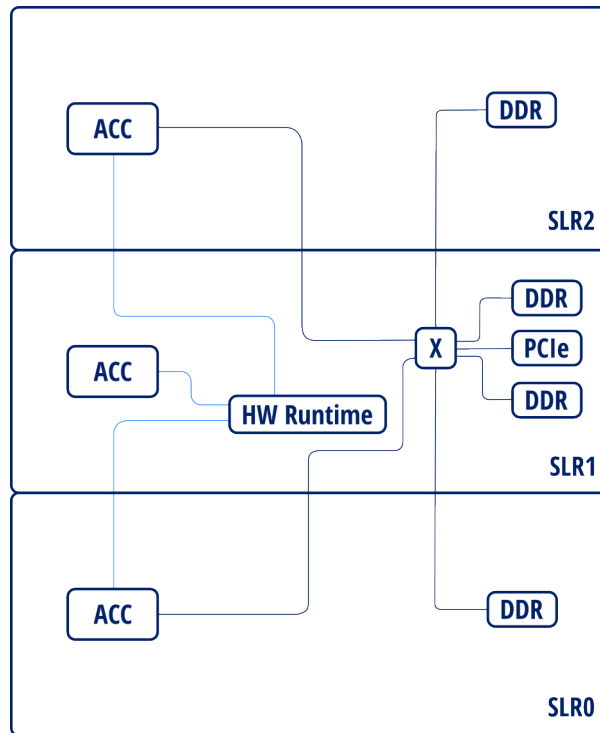 ACC
DDR
SLR2
DDR
X
PCIe
ACC
DDR
HW Runtime
SLR1
ACC
DDR
SLR0